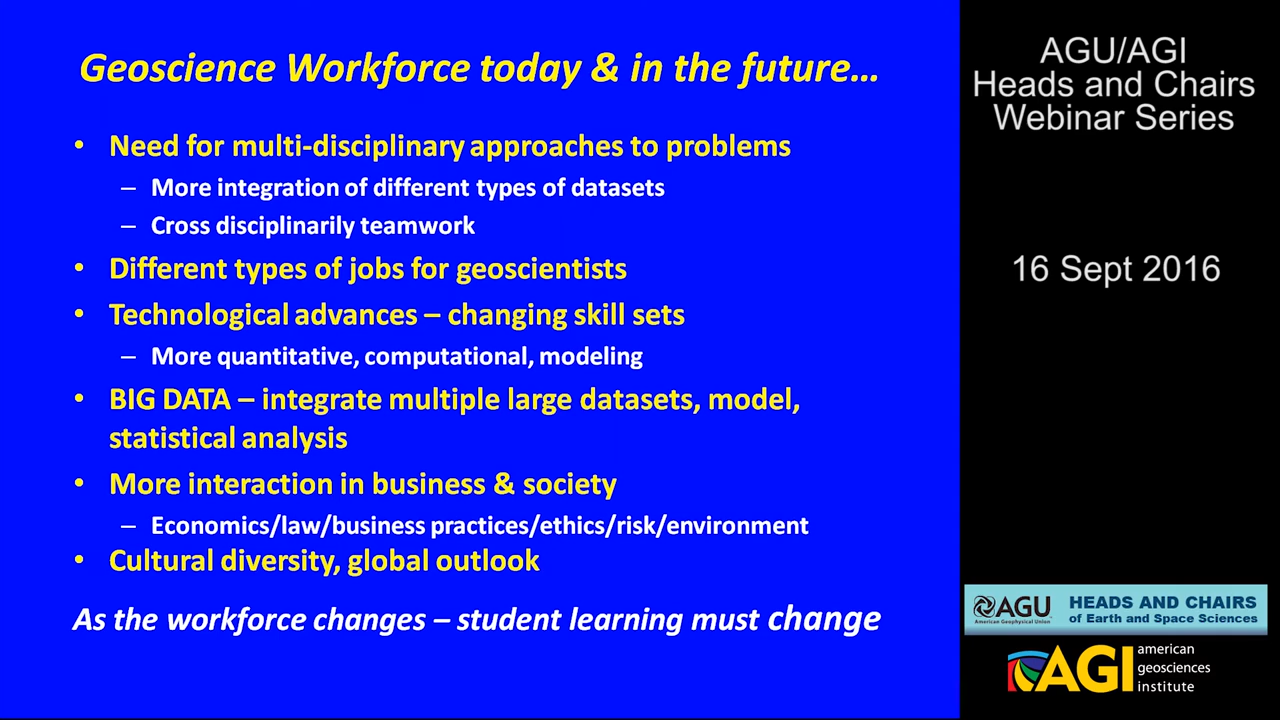 Geoscience Workforce today & in the future…
• Need for multi-disciplinary approaches to problems
– More integration of different types of datasets
– Cross disciplinarily teamwork
• Different types of jobs for geoscientists
• Technological advances – changing skill sets
– More quantitative, computational, modeling
• BIG DATA – integrate multiple large datasets, model,
statistical analysis
• More interaction in business & society
– Economics/law/business practices/ethics/risk/environment
• Cultural diversity, global outlook
As the workforce changes – student learning must change
AGU/AGI
Heads and Chairs
Webinar Series
16 Sept 2016
AGU
American Geophysical Union
HEADS AND CHAIRS
of Earth and Space Sciences
AGI
american
geosciences
institute